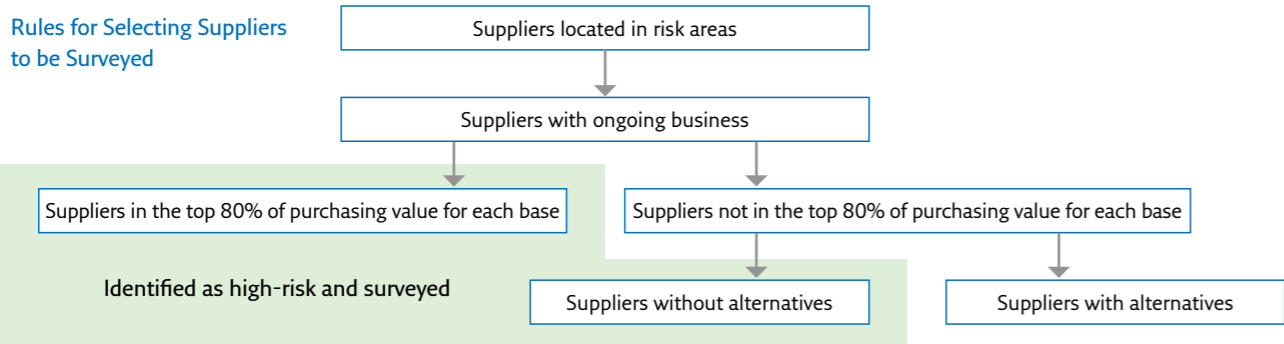 Rules for Selecting Suppliers
to be Surveyed
Suppliers located in risk areas
Suppliers with ongoing business
Suppliers in the top 80% of purchasing value for each base
Suppliers not in the top 80% of purchasing value for each base
Identified as high-risk and surveyed
Suppliers without alternatives
Suppliers with alternatives